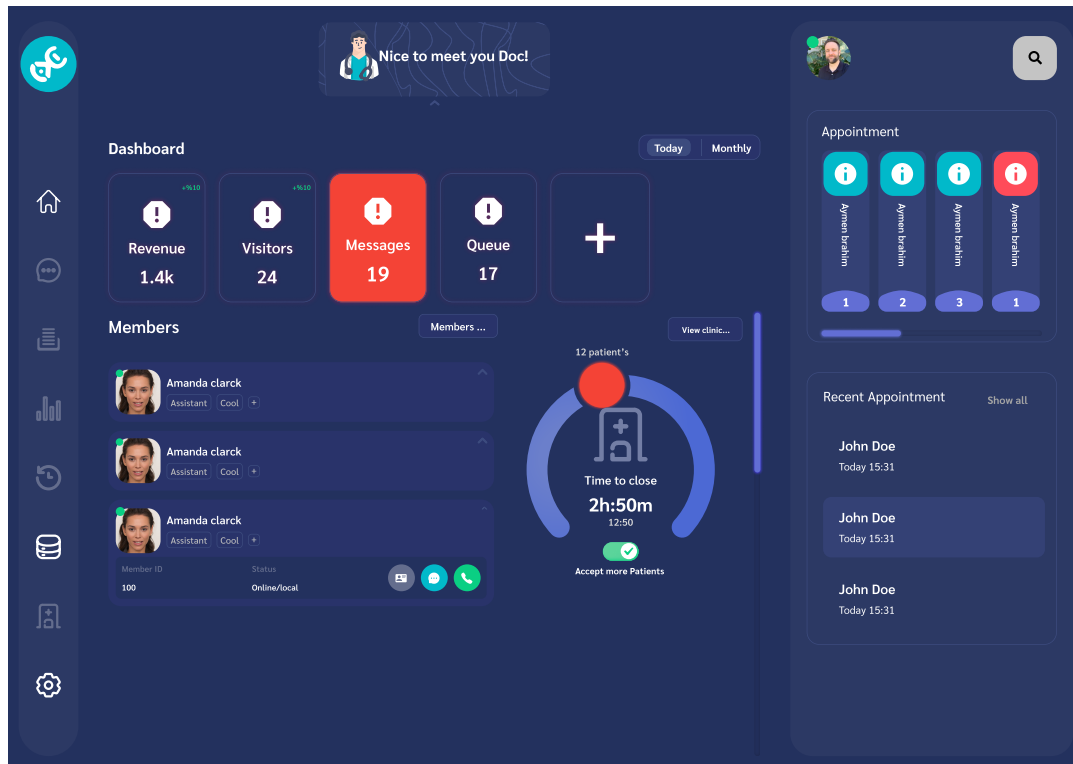 Nice to meet you Doc!
Dashboard
Today
Monthly
+%10
Revenue
1.4k
+%10
Visitors
24
Messages
19
Queue
17
Members
Members ...
View clinic...
Amanda clarck
Assistant Cool +
Amanda clarck
Assistant Cool +
Amanda clarck
Assistant Cool +
Member ID
100
Status
Online/local
12 patient's
Time to close
2h:50m
12:50
Accept more Patients
Appointment
Aymen brahim
1
Aymen brahim
2
Aymen brahim
3
Aymen brahim
1
Recent Appointment
Show all
John Doe
Today 15:31
John Doe
Today 15:31
John Doe
Today 15:31